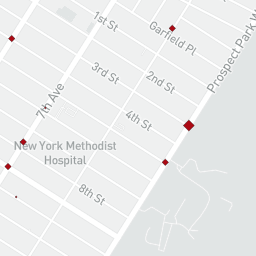 1st St
Garfield Pl
3rd St
2nd St
Prospect Park W
7th Ave
4th St
New York Methodist
Hospital
8th St